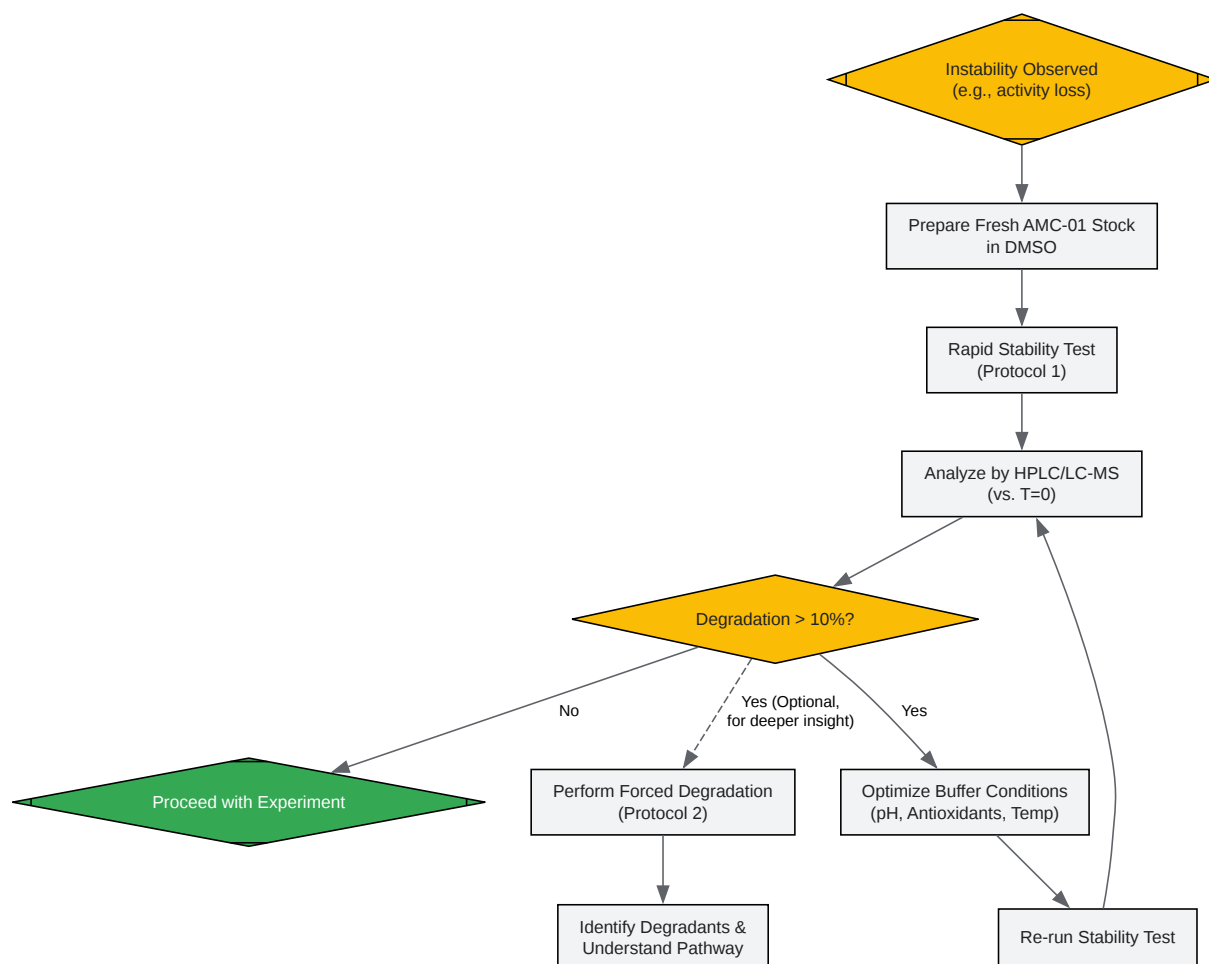 Instability Observed
(e.g., activity loss)
Prepare Fresh AMC-01 Stock
in DMSO
Rapid Stability Test
(Protocol 1)
Analyze by HPLC/LC-MS
(vs. T=0)
Degradation > 10%?
No
Yes (Optional,
for deeper insight)
Yes
Proceed with Experiment
Perform Forced Degradation
(Protocol 2)
Optimize Buffer Conditions
(pH, Antioxidants, Temp)
Identify Degradants &
Understand Pathway
Re-run Stability Test